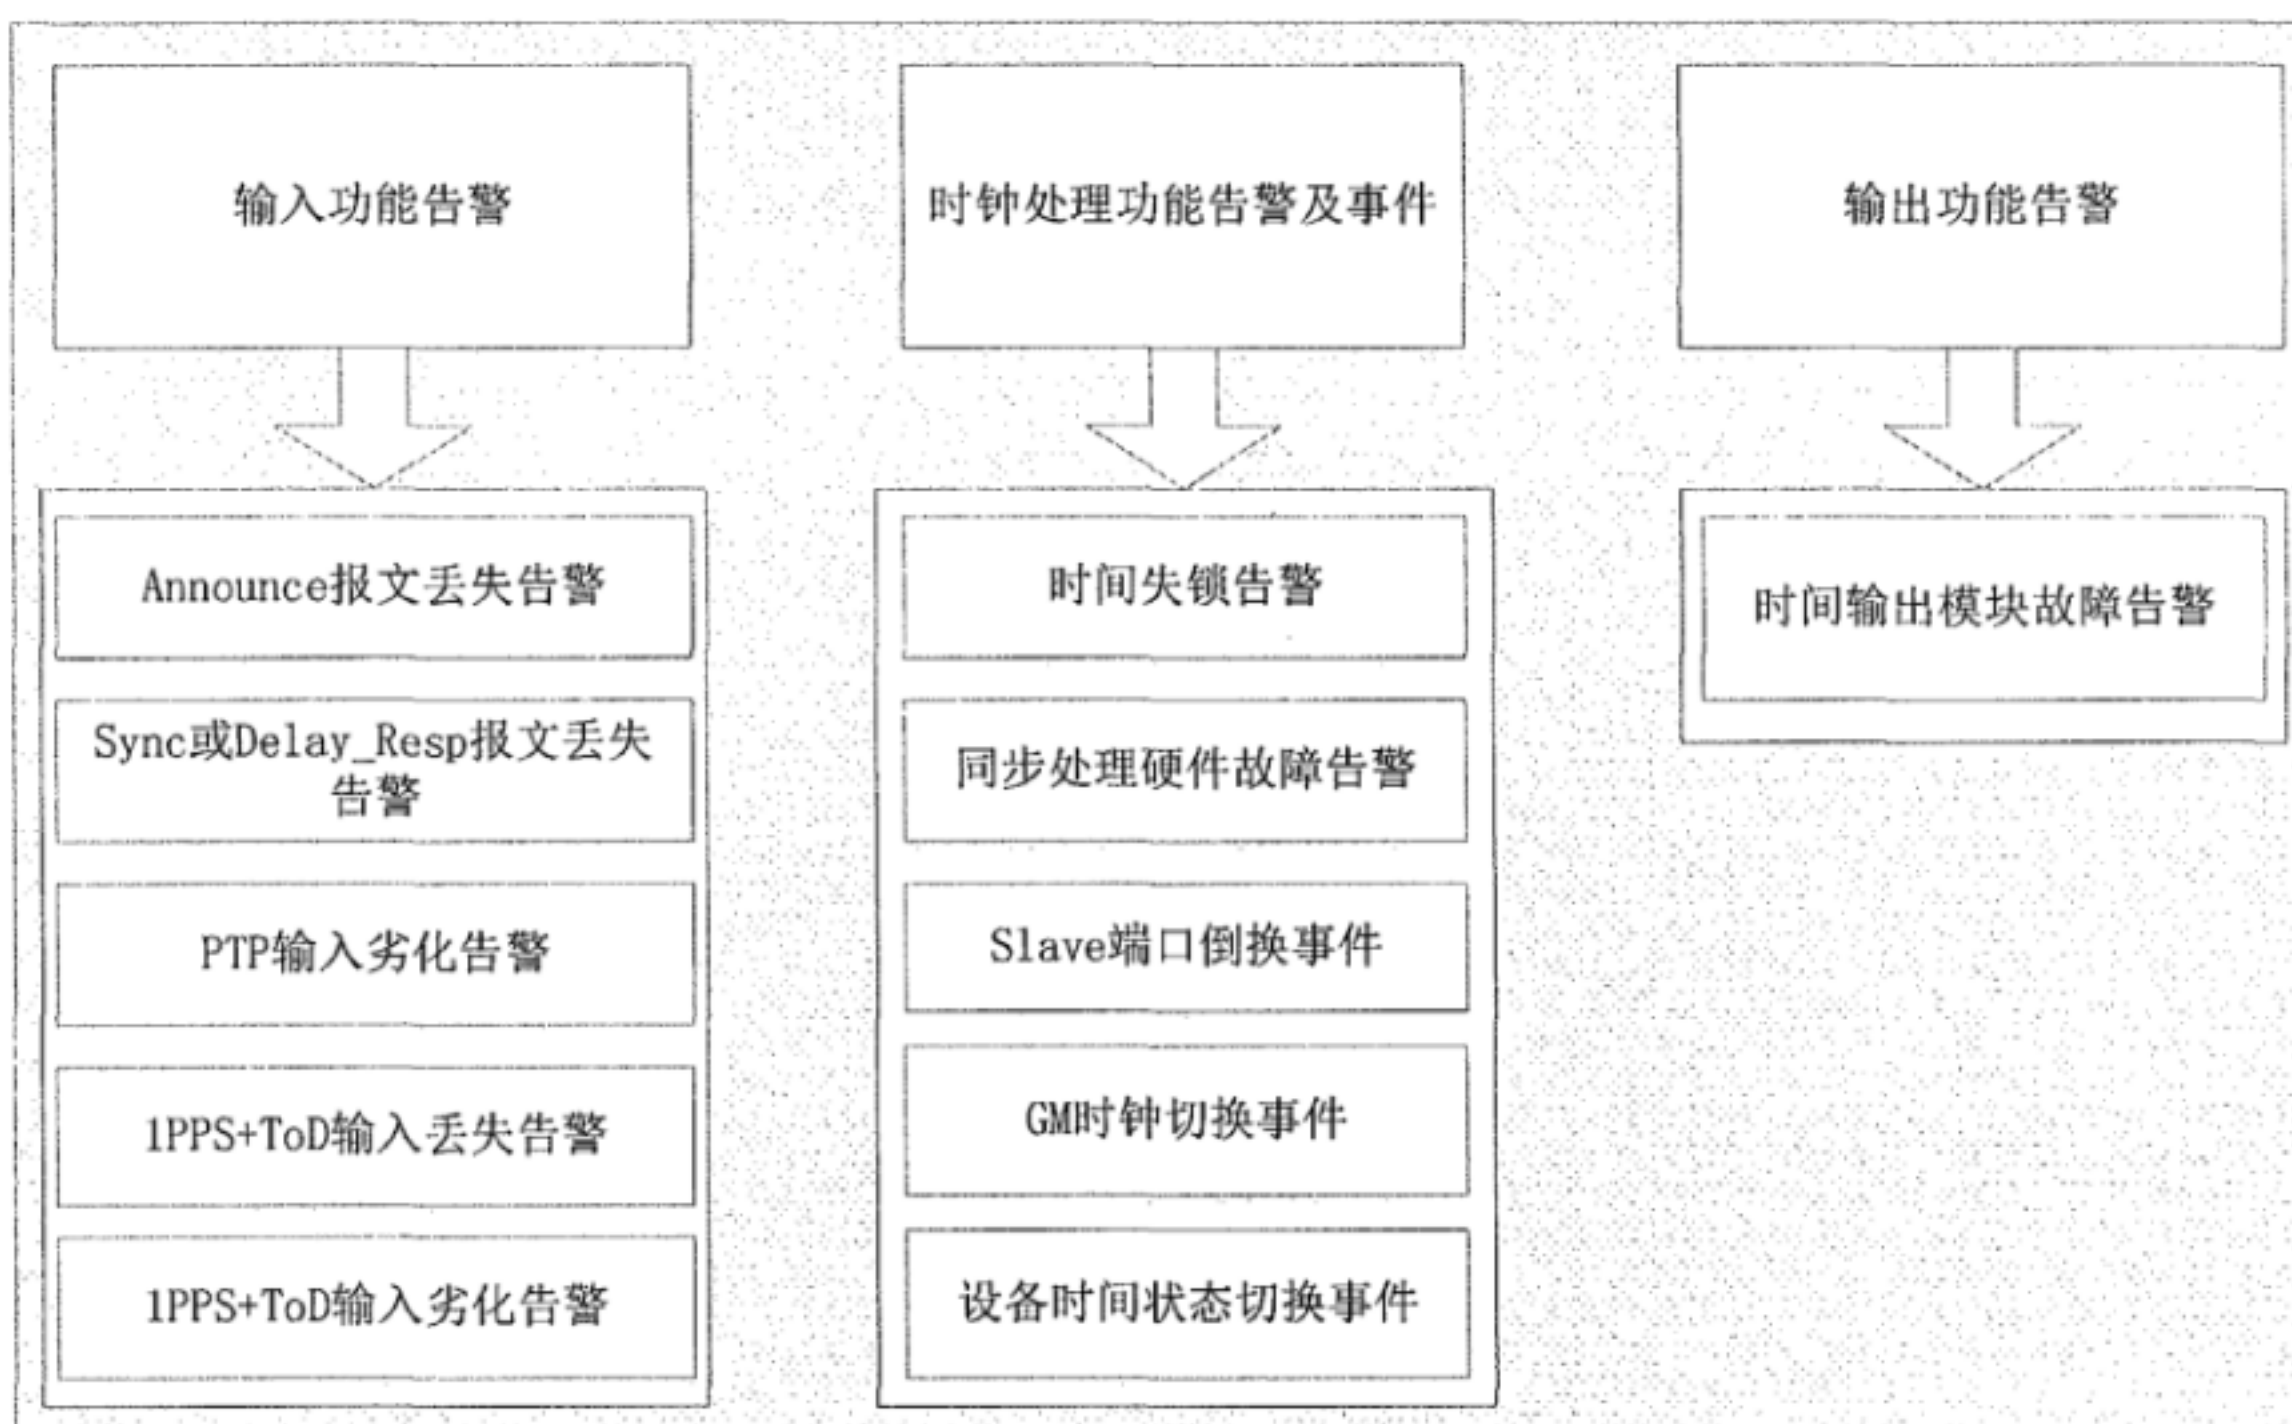 输入功能告警
时钟处理功能告警及事件
输出功能告警
Announce报文丢失告警
Sync或Delay_Resp报文丢失
告警
PTP输入劣化告警
1PPS+ToD输入丢失告警
1PPS+ToD输入劣化告警
时间失锁告警
同步处理硬件故障告警
Slave端口倒换事件
GM时钟切换事件
设备时间状态切换事件
时间输出模块故障告警